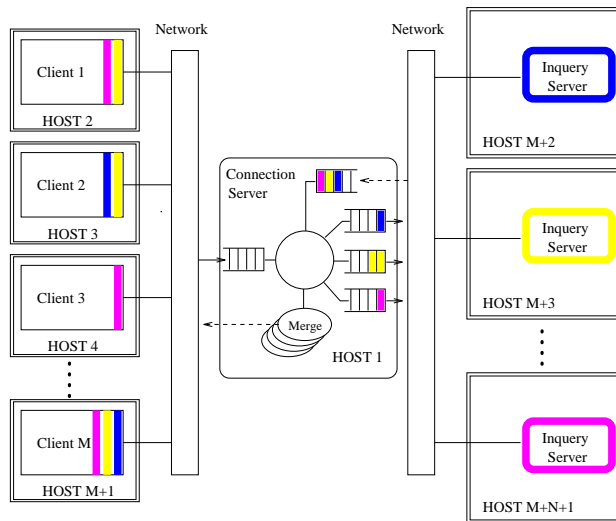 Network
Client 1
HOST 2
Client 2
HOST 3
Client 3
HOST 4
Client M
HOST M+1
Connection
Server
Merge
HOST 1
Network
Inquery
Server
HOST M+2
Inquery
Server
HOST M+3
Inquery
Server
HOST M+N+1